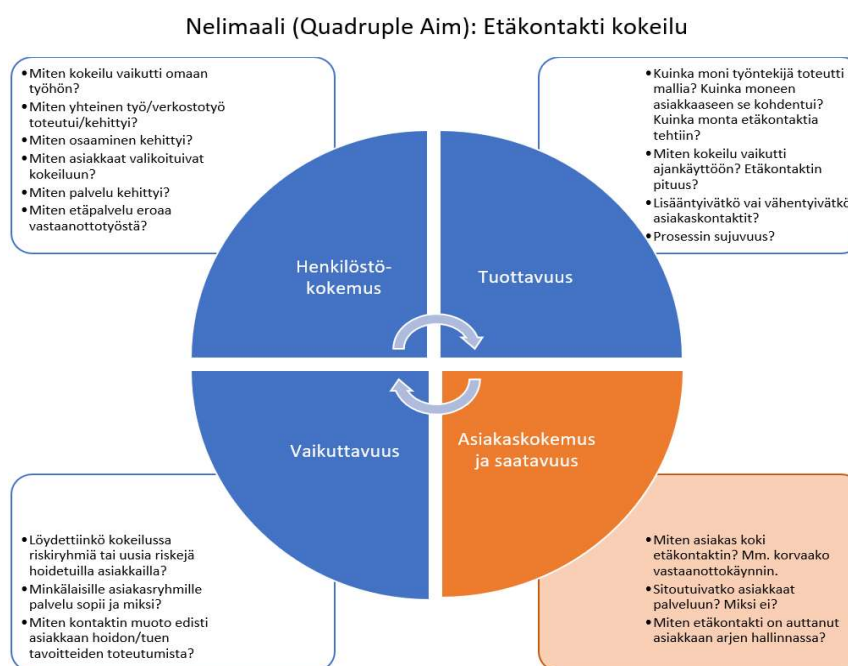 Nelimaali (Quadruple Aim): Etäkontakti kokeilu
•Miten kokeilu vaikutti omaan
työhön?
•Miten yhteinen työ/verkostotyö
toteutui/kehittyi?
•Miten osaaminen kehittyi?
•Miten asiakkaat valikoituivat
kokeiluun?
•Miten palvelu kehittyi?
•Miten etäpalvelu eroaa
vastaanottotyöstä?
•Kuinka moni työntekijä toteutti
mallia? Kuinka moneen
asiakkaaseen se kohdentui?
Kuinka monta etäkontaktia
tehtiin?
•Miten kokeilu vaikutti
ajankäyttöön? Etäkontaktin
pituus?
•Lisääntyivätkö vai vähentyivätkö
asiakaskontaktit?
•Prosessin sujuvuus?
Henkilöstö-
kokemus
Tuottavuus
Vaikuttavuus
Asiakaskokemus
ja saatavuus
•Löydettiinkö kokeilussa
riskiryhmiä tai uusia riskejä
hoidetuilla asiakkailla?
•Minkälaisille asiakasryhmille
palvelu sopii ja miksi?
•Miten kontaktin muoto edisti
asiakkaan hoidon/tuen
tavoitteiden toteutumista?
•Miten asiakas koki
etäkontaktin? Mm. korvaako
vastaanottokäynnin.
•Sitoutuivatko asiakkaat
palveluun? Miksi ei?
•Miten etäkontakti on auttanut
asiakkaan arjen hallinnassa?